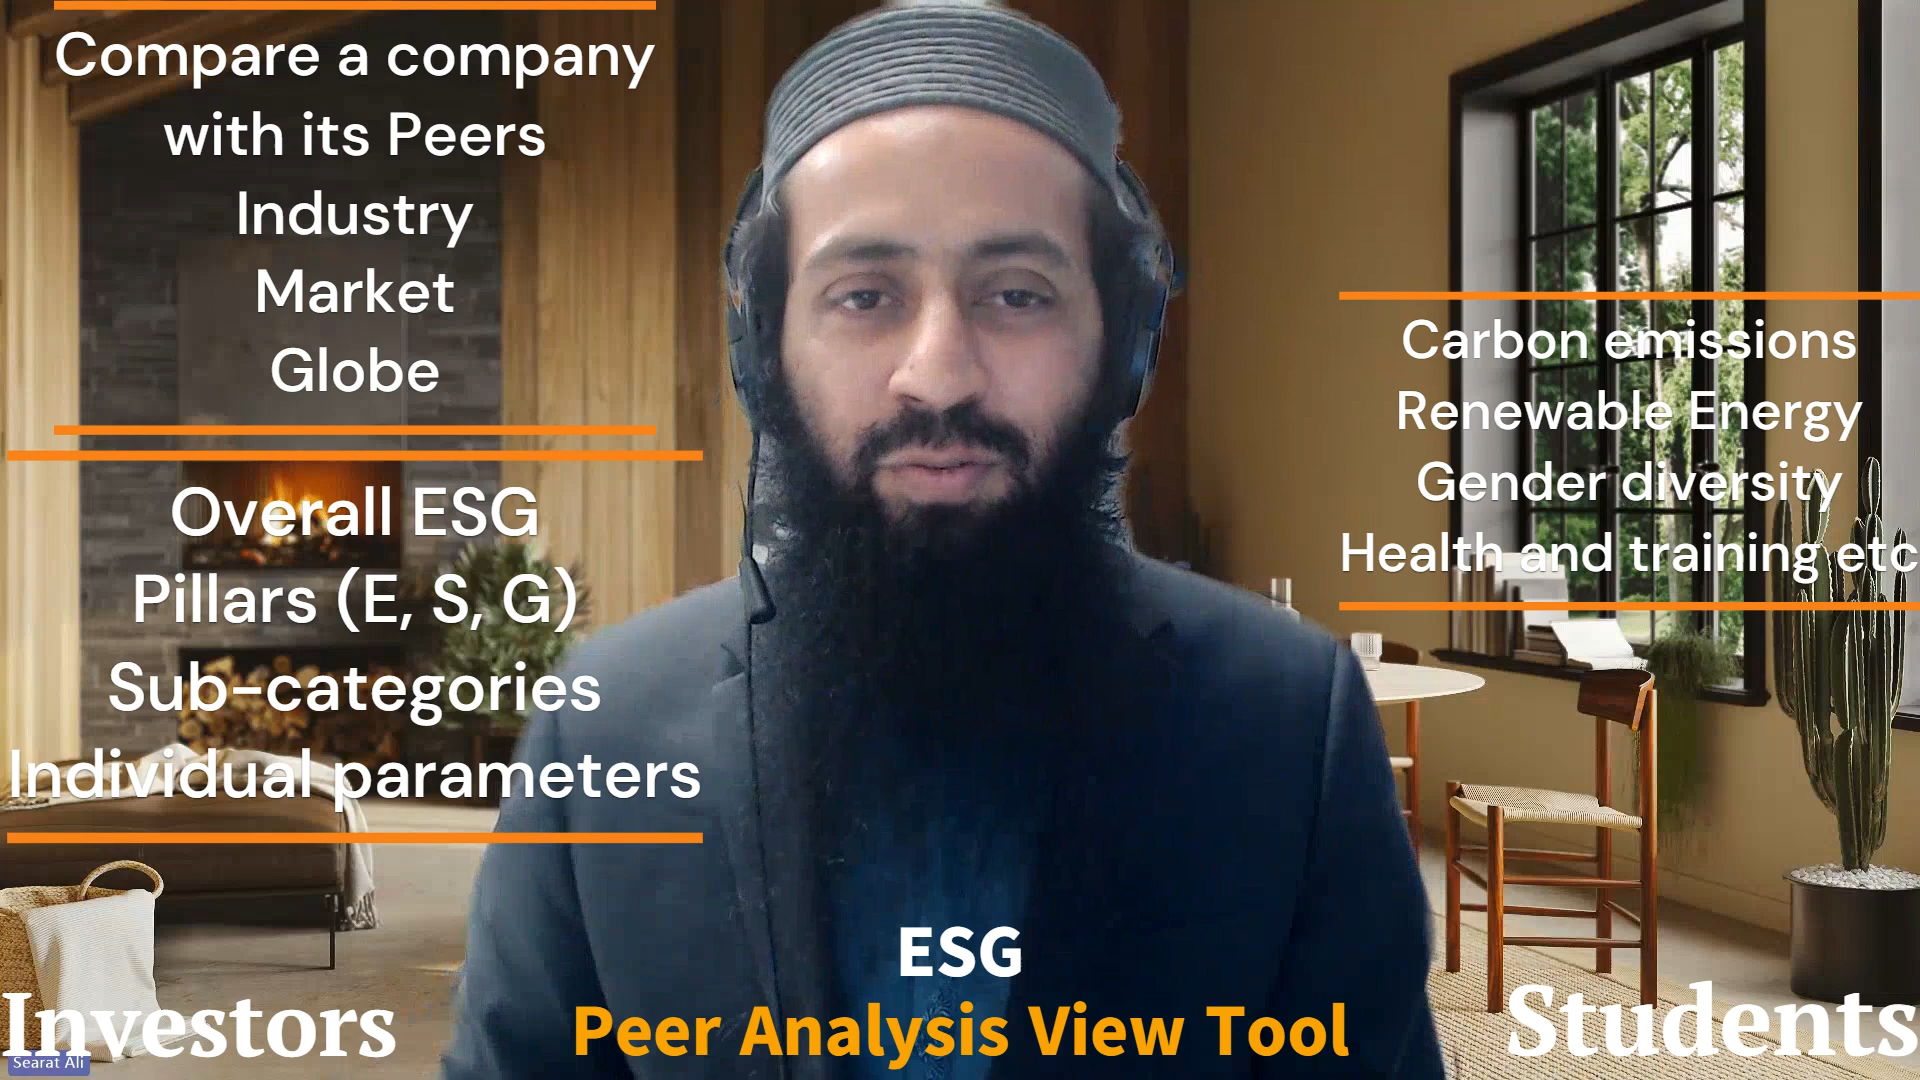 Compare a company
with its Peers
Industry
Market
Globe
Overall ESG
Pillars (E, S, G)
Sub-categories
Individual parameters
Carbon emissions
Renewable Energy
Gender diversity
Health and training etc
ESG
Peer Analysis View Tool
Investors
Students
Searat Ali